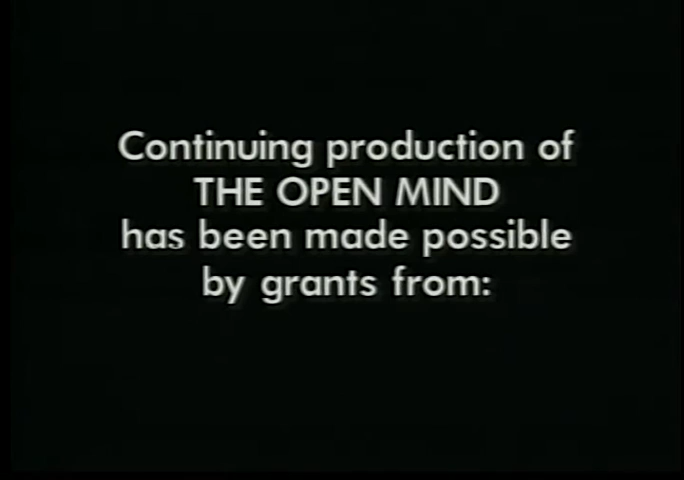 Continuing production of
THE OPEN MIND
has been made possible
by grants from: